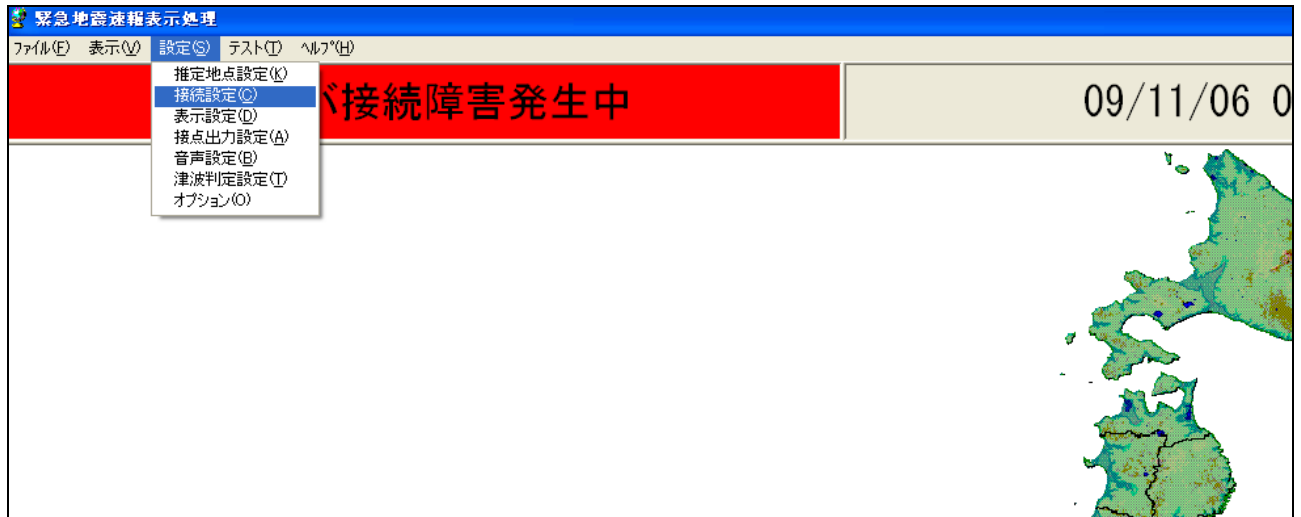 緊急地震速報表示処理
ファイル(F) 表示(V) 設定(S) テスト(T) ヘルプ(H)
推定地点設定(K)
接続設定(C)
表示設定(D)
接点出力設定(A)
音声設定(B)
津波判定設定(T)
オプション(O)
バ接続障害発生中
09/11/06 0